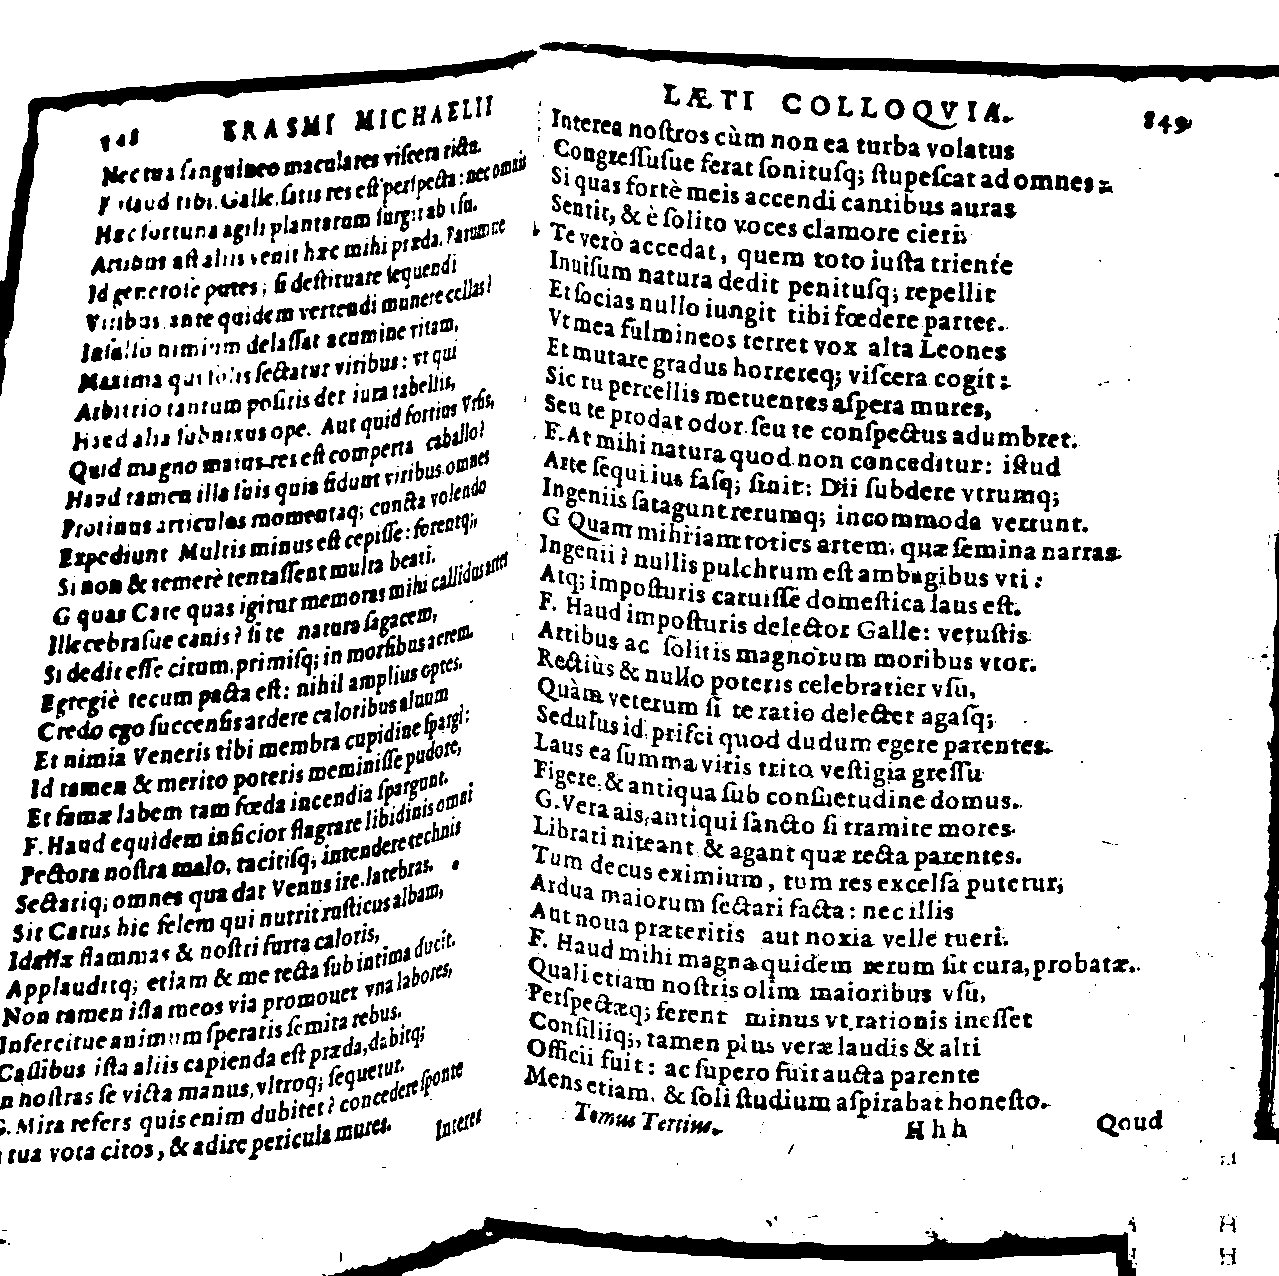 848 ERASMI MICHAELII
Nec tua sanguineo maculares viscera rictu.
F Haud tibi, Galle, satis res est perspecta: nec omnis
Hæc fortuna agili plantarum surgit ab usu.
Artibus ast aliis venit hæc mihi præda. Parumne
Id generose putes, si destituare sequendi
Viribus, ante quidem vertendi munere cellas?
Insallio nimium delassat acumine vitam,
Maxima qui solis sectatur viribus: vt qui
Arbitrio tantum positis det iura tabellis,
Haud alia subnixus ope. Aut quid fortius Vrsis,
Quid magno maius res est comperta caballo?
Haud tamen illa suis quia fidunt viribus omnes
Protinus articulos momentaq; cuncta volendo
Expediunt Multis minus est cepisse: forentq;,
Si non & temerè tentassent multa beati.
G quas Care quas igitur memoras mihi callidus artes
Illecebrasue canis? si te natura sagacem,
Si dedit esse citum, primisq; in morsibus acrem.
Egregiè tecum pacta est: nihil amplius optes.
Credo ego succensis ardere caloribus aluum
Et nimia Veneris tibi membra cupidine spargi:
Id tamen & merito poteris meminisse pudore,
Et famæ labem tam fœda incendia spargunt.
F. Haud equidem inficior flagrare libidinis omni
Pectora nostra malo, tacitisq, intendere technis
Sectariq; omnes qua dat Venus ire latebras.
Sit Catus hic felem qui nutrit rusticus albam,
Idæssæ flammas & nostri furta caloris,
Applauditq; etiam & me recta sub intima ducit.
Non tamen ista meos via promouet vna labores,
Infercitue animum speratis semita rebus.
Callibus ista aliis capienda est præda, dabitq;
In nostras se victa manus, vltroq; sequetur.
G. Mira refers quis enim dubitet? concedere sponte
tua vota citos, & adire pericula mures.
Interea
LÆTI COLLOQVIA. 849
Interea nostros cùm non ea turba volatus
Congressusue ferat sonitusq; stupescat ad omnes:
Si quas fortè meis accendi cantibus auras
Sentit, & è solito voces clamore cieri;
Te verò accedat, quem toto iusta triente
Inuisum natura dedit penitusq; repellit
Et socias nullo iungit tibi fœdere partes.
Vt mea fulmineos terret vox alta Leones
Et mutare gradus horrereq; viscera cogit:
Sic tu percellis metuentes aspera mures,
Seu te prodat odor seu te conspectus adumbret.
F. At mihi natura quod non conceditur: istud
Arte sequi ius fasq; sinit: Dii subdere vtrumq;
Ingeniis satagunt rerumq; incommoda vertunt.
G Quam mihi riam toties artem, quæ semina narras
Ingenii? nullis pulchrum est ambagibus vti:
Atq; imposturis caruisse domestica laus est.
F. Haud imposturis delector Galle: vetustis
Artibus ac solitis magnorum moribus vtor.
Rectiùs & nullo poteris celebratier vsu,
Quàm veterum si te ratio delectet agasq;
Sedulus id, prisci quod dudum egere parentes.
Laus ea summa viris trito vestigia gressu
Figere & antiqua sub consuetudine domus.
G. Vera ais, antiqui sancto si tramite mores
Librati niteant & agant quæ recta parentes.
Tum decus eximium, tum res excelsa putetur;
Ardua maiorum sectari facta: nec illis
Aut noua præteritis aut noxia velle tueri.
F. Haud mihi magna quidem rerum sit cura, probatæ
Quali etiam nostris olim maioribus vsu,
Perspectæq; ferent minus vt rationis inesset
Consiliiq;, tamen plus veræ laudis & alti
Officii fuit: ac supero fuit aucta parente
Mens etiam, & soli studium aspirabat honesto.
Tomus Tertius. Hhh Qoud